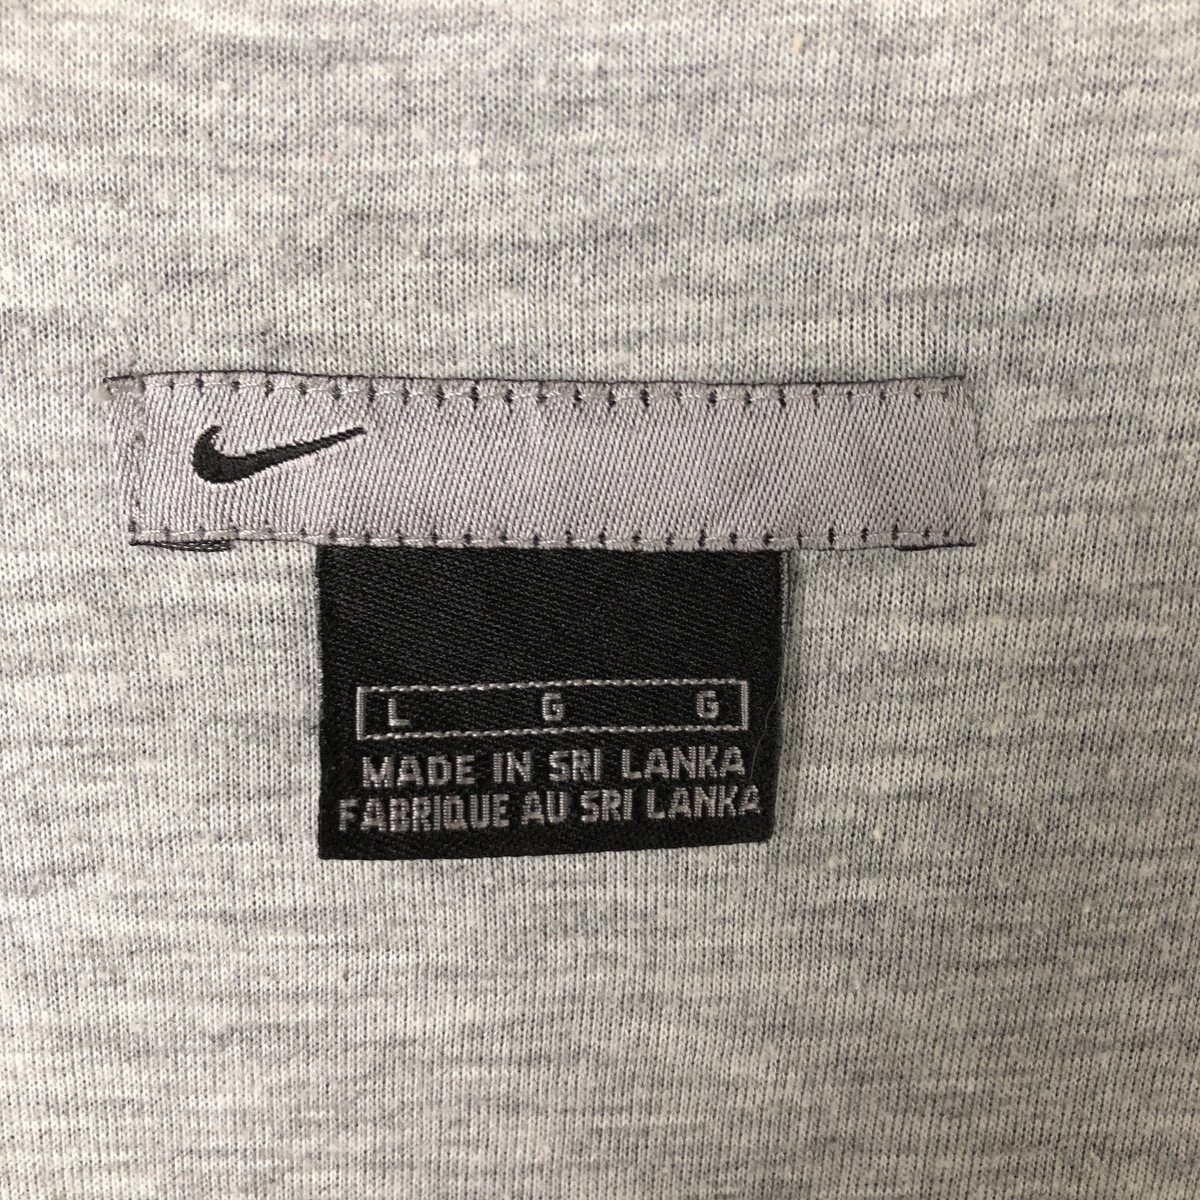 L G G
MADE IN SRI LANKA
FABRIQUE AU SRI LANKA